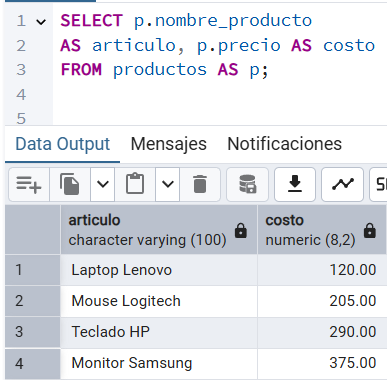 1 SELECT p.nombre_producto
2 AS articulo, p.precio AS costo
3 FROM productos AS p;
4
5
Data Output Mensajes Notificaciones
articulo costo
character varying (100) numeric (8,2)
1 Laptop Lenovo 120.00
2 Mouse Logitech 205.00
3 Teclado HP 290.00
4 Monitor Samsung 375.00